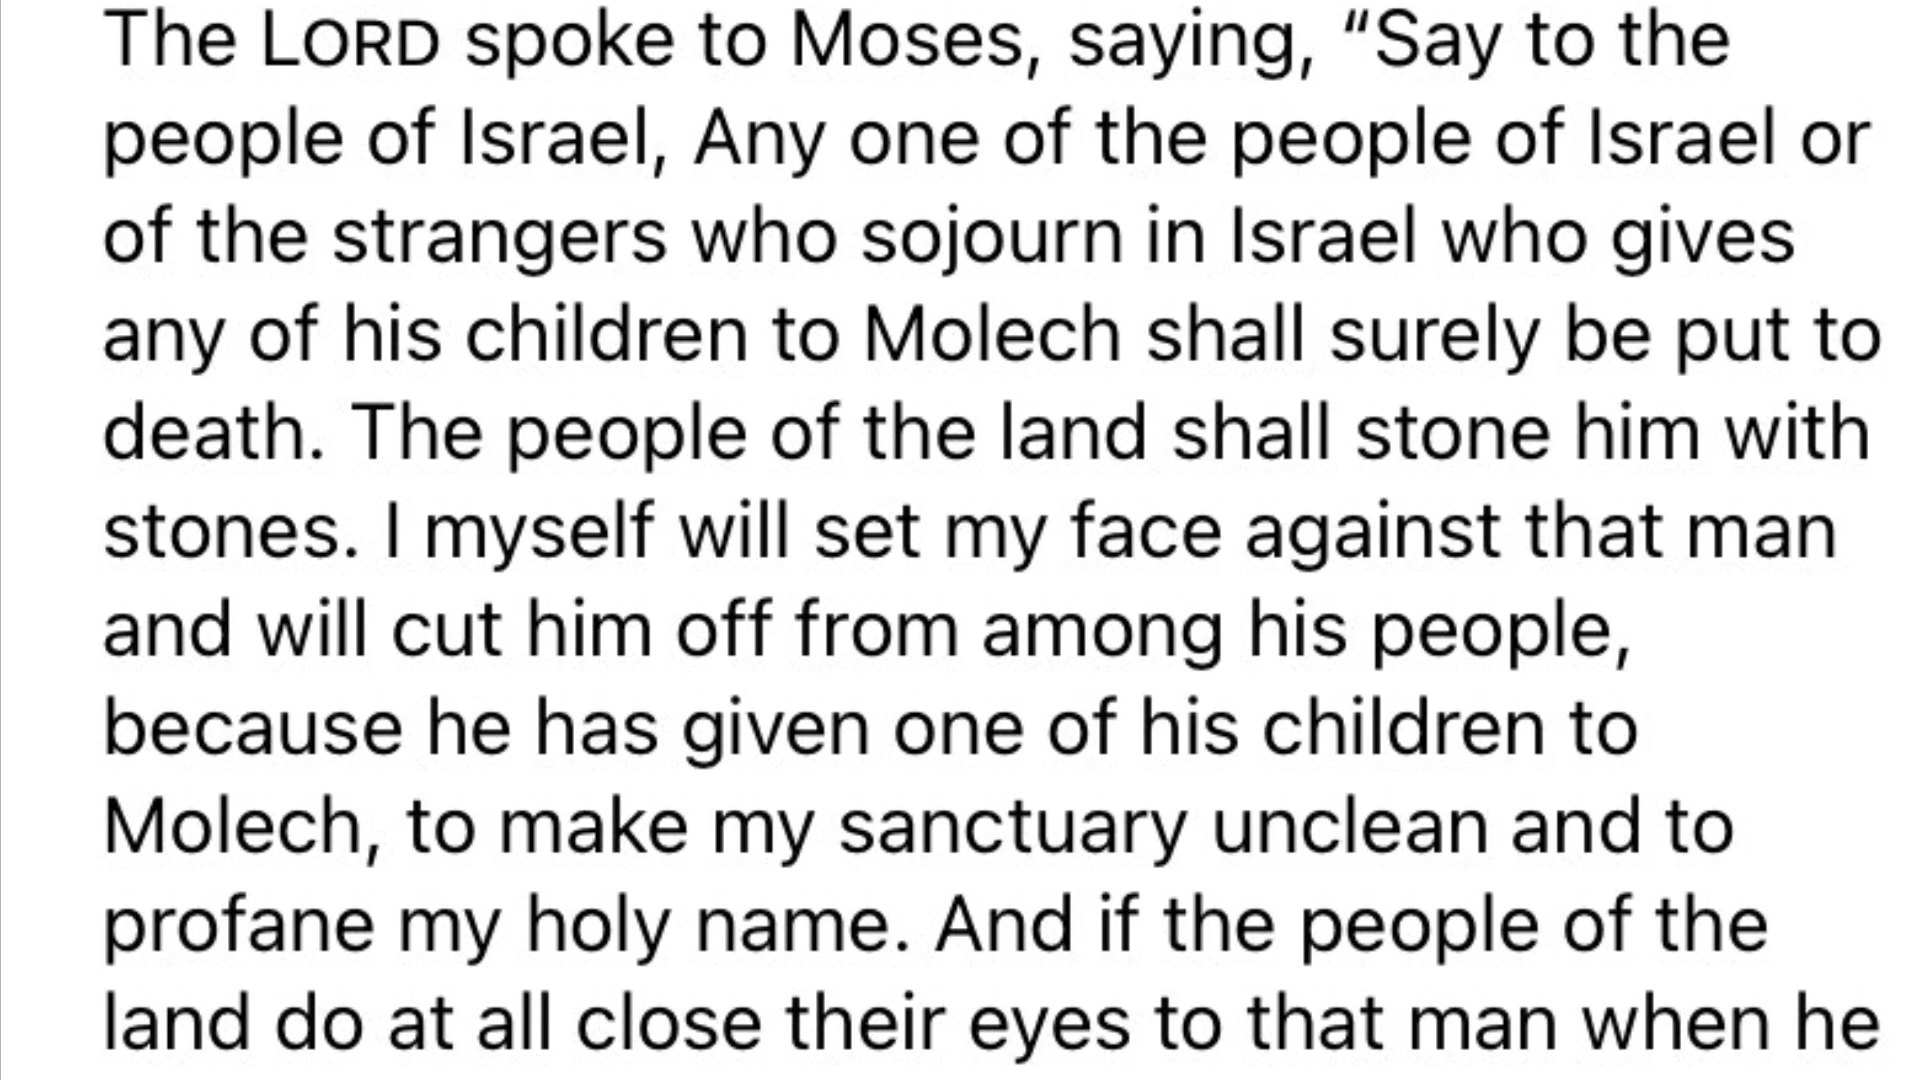 The LORD spoke to Moses, saying, “Say to the
people of Israel, Any one of the people of Israel or
of the strangers who sojourn in Israel who gives
any of his children to Molech shall surely be put to
death. The people of the land shall stone him with
stones. I myself will set my face against that man
and will cut him off from among his people,
because he has given one of his children to
Molech, to make my sanctuary unclean and to
profane my holy name. And if the people of the
land do at all close their eyes to that man when he